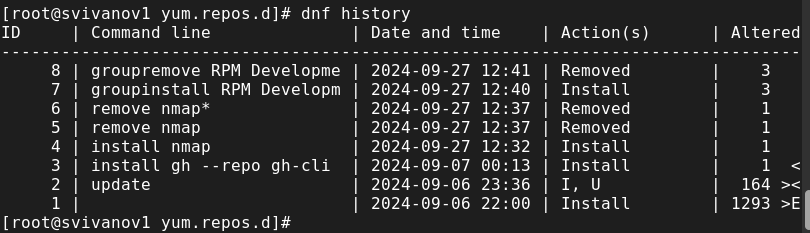 [root@svivanov1 yum.repos.d]# dnf history
ID     | Command line              | Date and time    | Action(s)      | Altered
--------------------------------------------------------------------------------
     8 | groupremove RPM Developme | 2024-09-27 12:41 | Removed        |    3
     7 | groupinstall RPM Developm | 2024-09-27 12:40 | Install        |    3
     6 | remove nmap*              | 2024-09-27 12:37 | Removed        |    1
     5 | remove nmap               | 2024-09-27 12:37 | Removed        |    1
     4 | install nmap              | 2024-09-27 12:32 | Install        |    1
     3 | install gh --repo gh-cli  | 2024-09-07 00:13 | Install        |    1  <
     2 | update                    | 2024-09-06 23:36 | I, U           |  164 ><
     1 |                           | 2024-09-06 22:00 | Install        | 1293 >E
[root@svivanov1 yum.repos.d]#